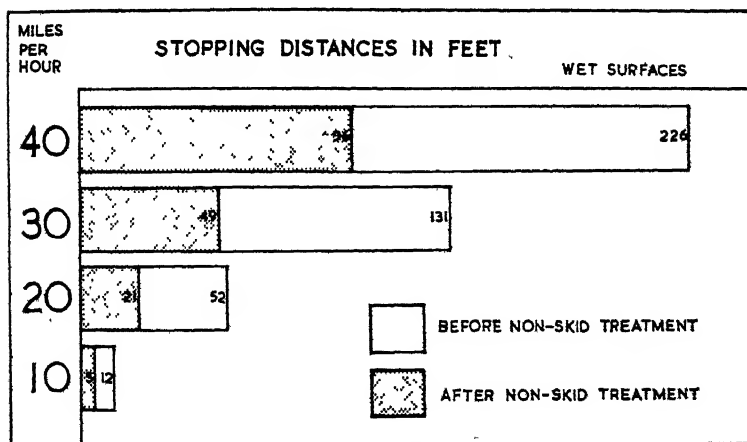 MILES
PER
HOUR
STOPPING DISTANCES IN FEET
WET SURFACES
40 226
30 49 131
20 21 52
10 5 12
BEFORE NON-SKID TREATMENT
AFTER NON-SKID TREATMENT